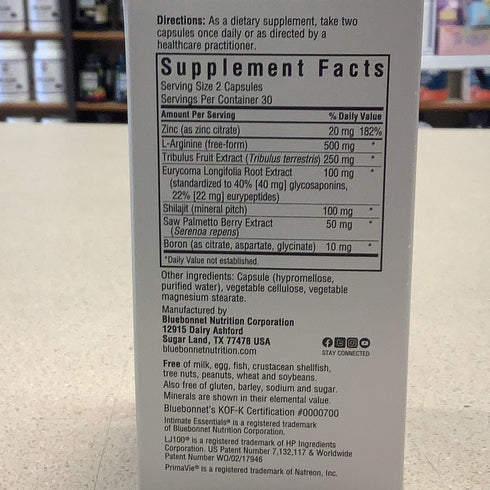 Directions: As a dietary supplement, take two
capsules once daily or as directed by a
healthcare practitioner.
Supplement Facts
Serving Size 2 Capsules
Servings Per Container 30
Amount Per Serving % Daily Value
Zinc (as zinc citrate) 20 mg 182%
L-Arginine (free-form) 500 mg *
Tribulus Fruit Extract (Tribulus terrestris) 250 mg *
Eurycoma Longifolia Root Extract 100 mg *
(standardized to 40% [40 mg] glycosaponins,
22% [22 mg] eurypeptides)
Shilajit (mineral pitch) 100 mg *
Saw Palmetto Berry Extract 50 mg *
(Serenoa repens)
Boron (as citrate, aspartate, glycinate) 10 mg *
*Daily Value not established.
Other ingredients: Capsule (hypromellose,
purified water), vegetable cellulose, vegetable
magnesium stearate.
Manufactured by
Bluebonnet Nutrition Corporation
12915 Dairy Ashford
Sugar Land, TX 77478 USA
bluebonnetnutrition.com
STAY CONNECTED
Free of milk, egg, fish, crustacean shellfish,
tree nuts, peanuts, wheat and soybeans.
Also free of gluten, barley, sodium and sugar.
Minerals are shown in their elemental value.
Bluebonnet's KOF-K Certification #0000700
Intimate Essentials® is a registered trademark
of Bluebonnet Nutrition Corporation.
LJ100® is a registered trademark of HP Ingredients
Corporation. US Patent Number 7,132,117 & Worldwide
Patent Number WO/02/17946
PrimaVie® is a registered trademark of Natreon, Inc.